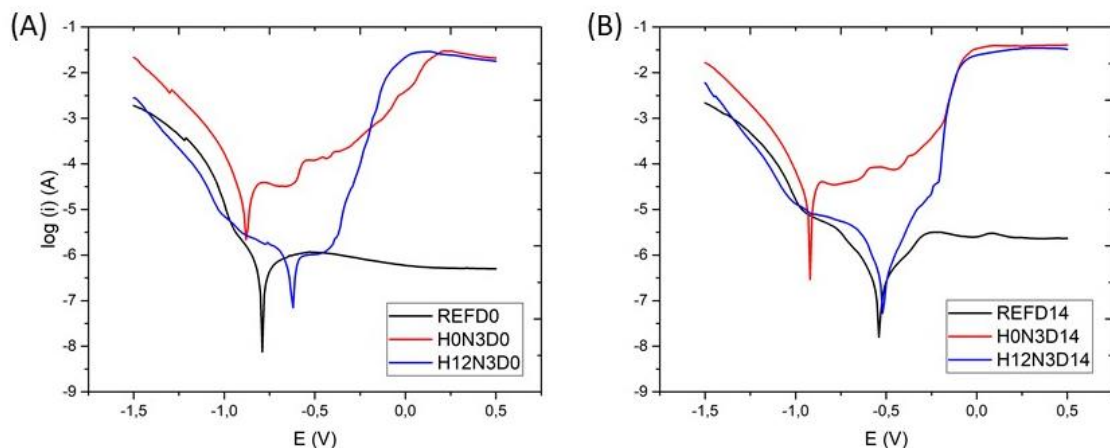 (A)
-1
-2
-3
-4
-5
-6
-7
-8
-9
log (i) (A)
-1,5
-1,0
-0,5
0,0
0,5
E (V)
REFD0
H0N3D0
H12N3D0
(B)
-1
-2
-3
-4
-5
-6
-7
-8
-9
-1,5
-1,0
-0,5
0,0
0,5
E (V)
REFD14
H0N3D14
H12N3D14